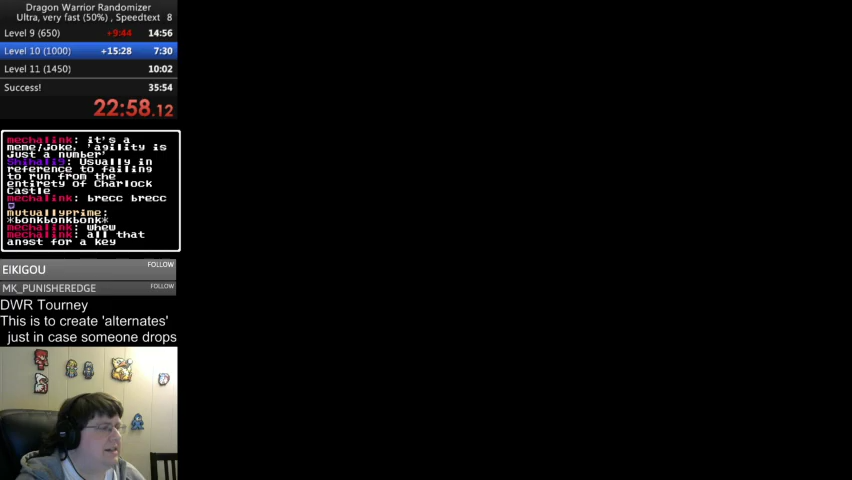 Dragon Warrior Randomizer
Ultra, very fast (50%) , Speedtext 8
Level 9 (650) +9:44 14:56
Level 10 (1000) +15:28 7:30
Level 11 (1450) 10:02
Success! 35:54
22:58.12
mechalink: it's a
meme/joke, 'agility is
just a number'
Shihali9: Usually in
reference to failing
to run from the
entirety of Charlock
Castle
mechalink: brecc brecc
mutuallyprime:
*bonkbonkbonk*
mechalink: whew
mechalink: all that
angst for a key
EIKIGOU FOLLOW
MK_PUNISHEREDGE FOLLOW
DWR Tourney
This is to create 'alternates'
just in case someone drops